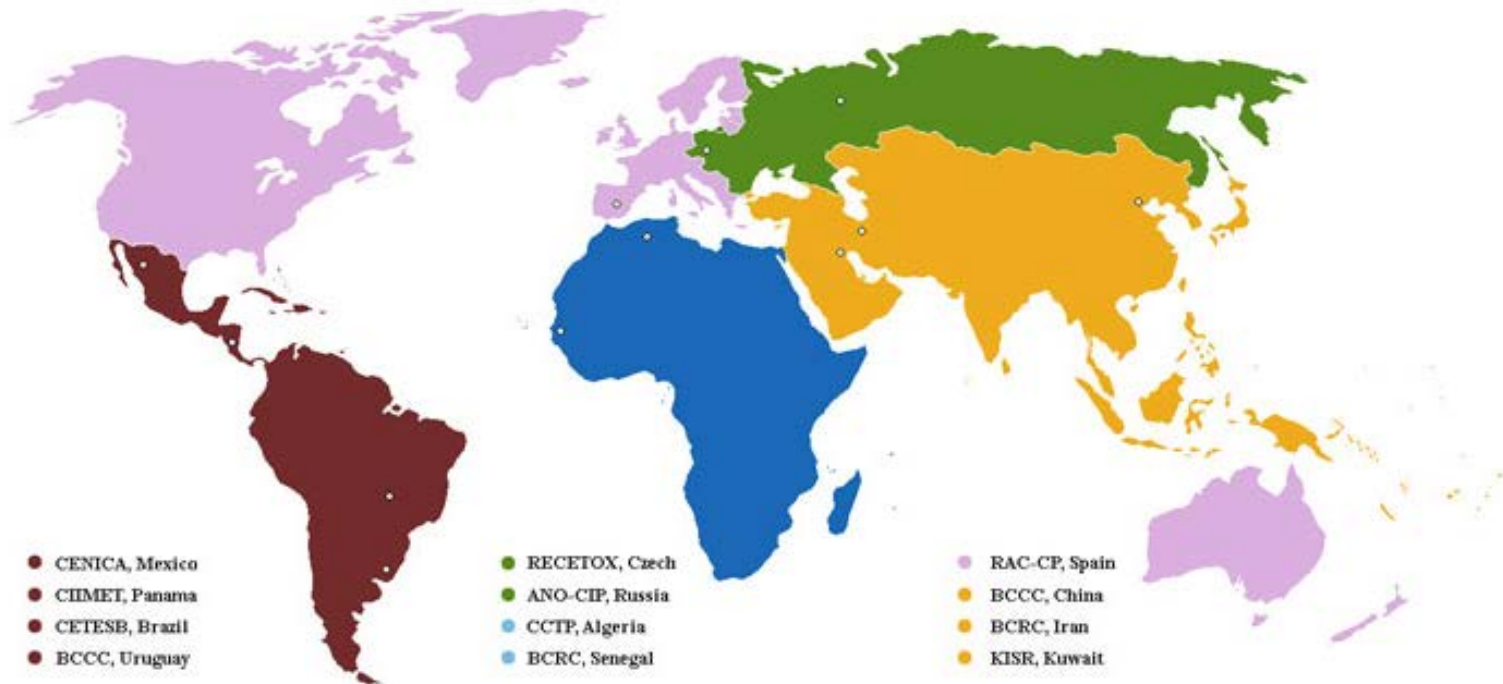 CENICA, Mexico
CIIMET, Panama
CETESB, Brazil
BCCC, Uruguay
RECETOX, Czech
ANO-CIP, Russia
CCTP, Algeria
BCRC, Senegal
RAC-CP, Spain
BCCC, China
BCRC, Iran
KISR, Kuwait